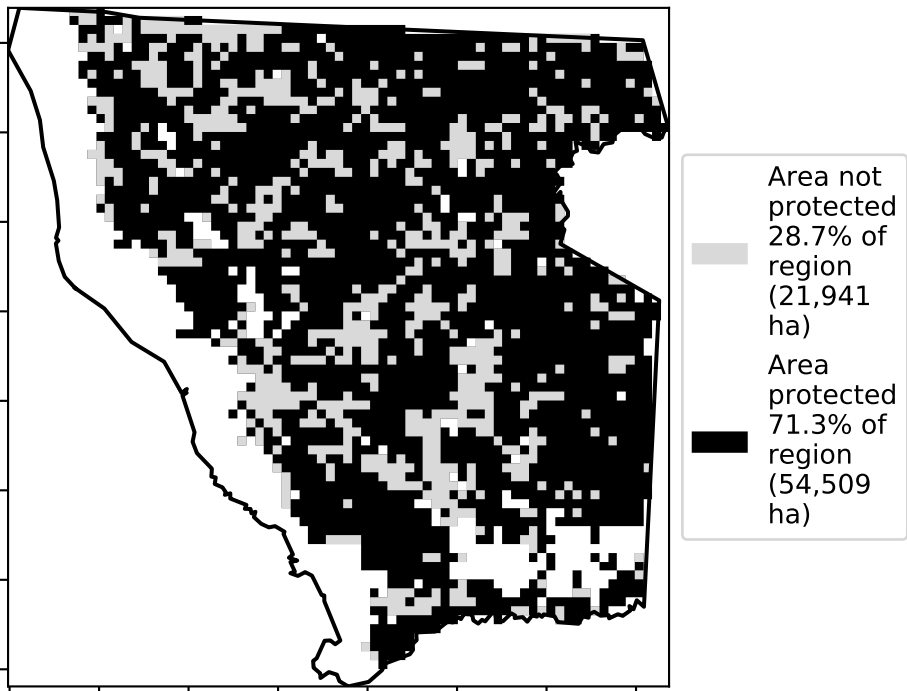 Area not
protected
28.7% of
region
(21,941
ha)
Area
protected
71.3% of
region
(54,509
ha)